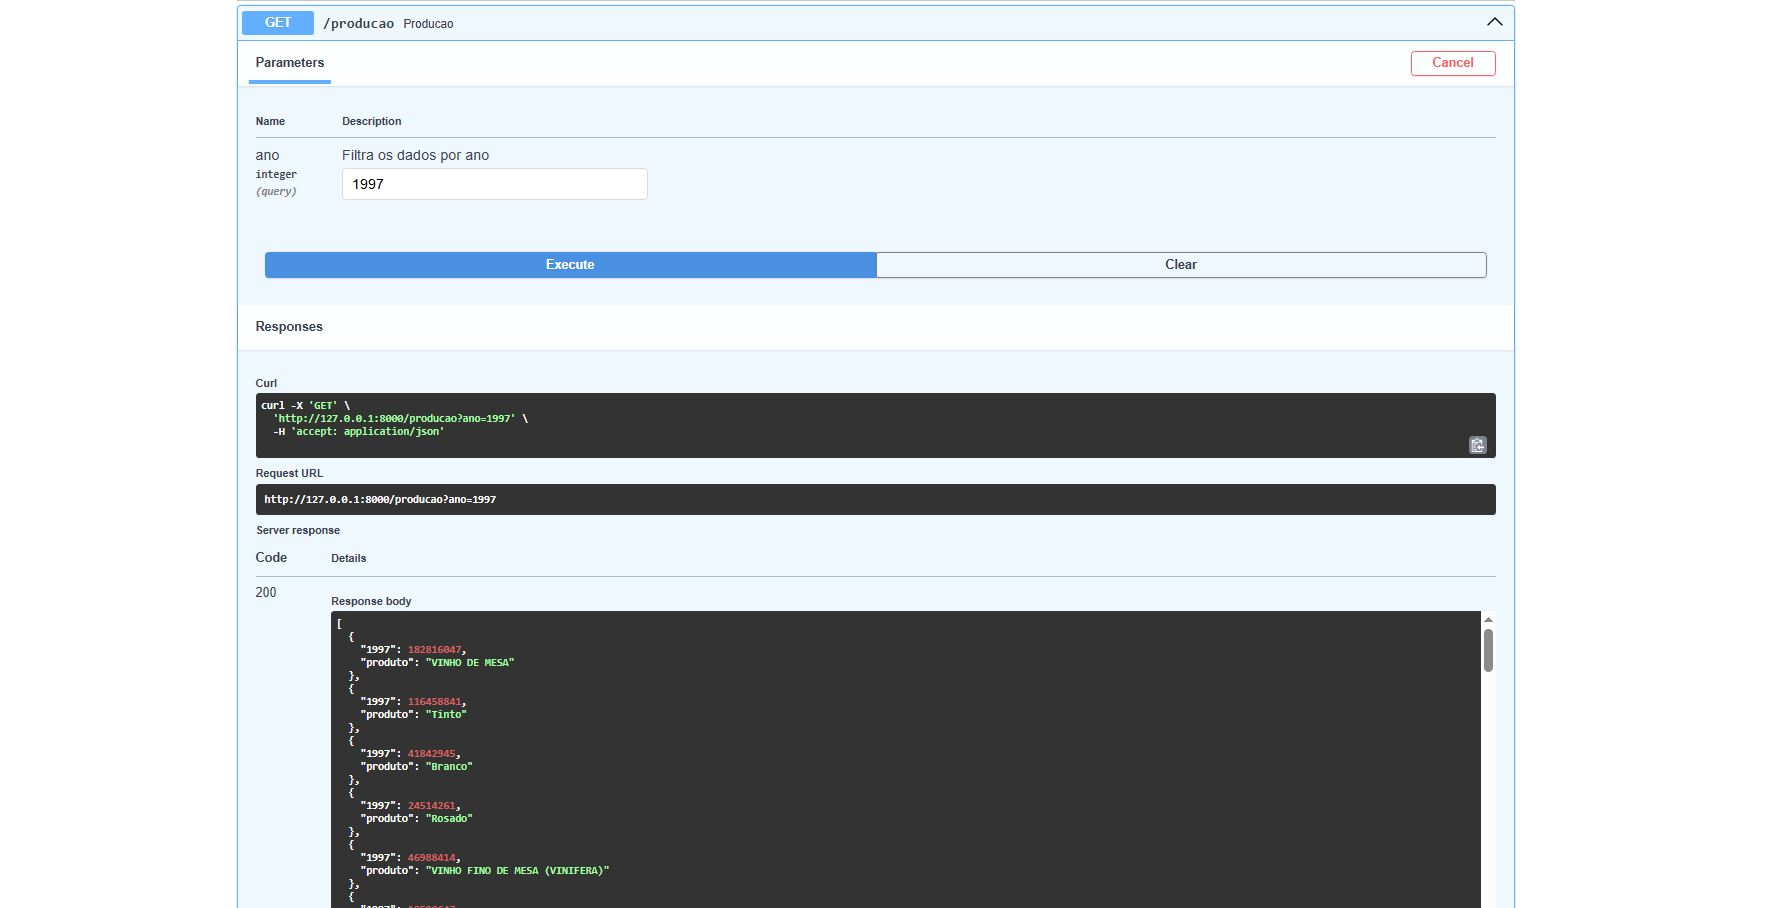 GET /producao Producao
Parameters
Cancel
Name Description
ano Filtra os dados por ano
integer
(query)
1997
Execute Clear
Responses
Curl
curl -X 'GET' \
'http://127.0.0.1:8000/producao?ano=1997' \
-H 'accept: application/json'
Request URL
http://127.0.0.1:8000/producao?ano=1997
Server response
Code Details
200
Response body
[
{
"1997": 182816047,
"produto": "VINHO DE MESA"
},
{
"1997": 116458841,
"produto": "Tinto"
},
{
"1997": 41842945,
"produto": "Branco"
},
{
"1997": 24514261,
"produto": "Rosado"
},
{
"1997": 46988414,
"produto": "VINHO FINO DE MESA (VINIFERA)"
},
{